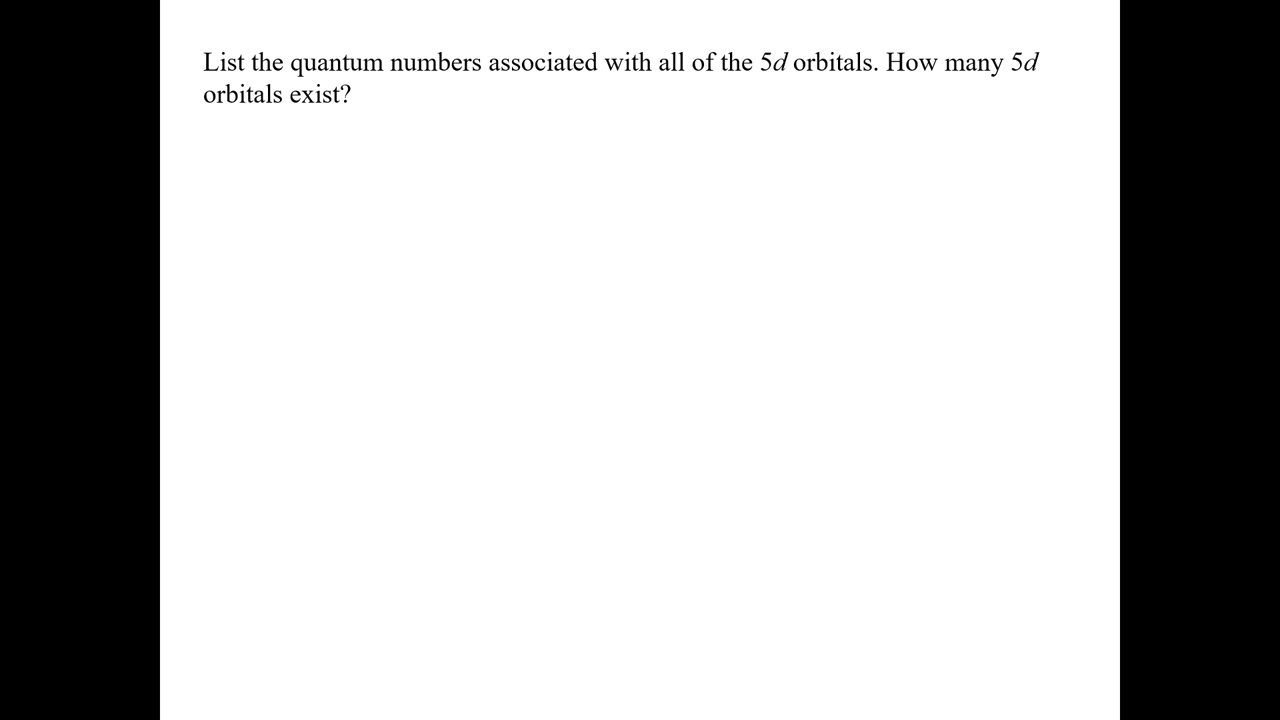 List the quantum numbers associated with all of the 5d orbitals. How many 5d
orbitals exist?